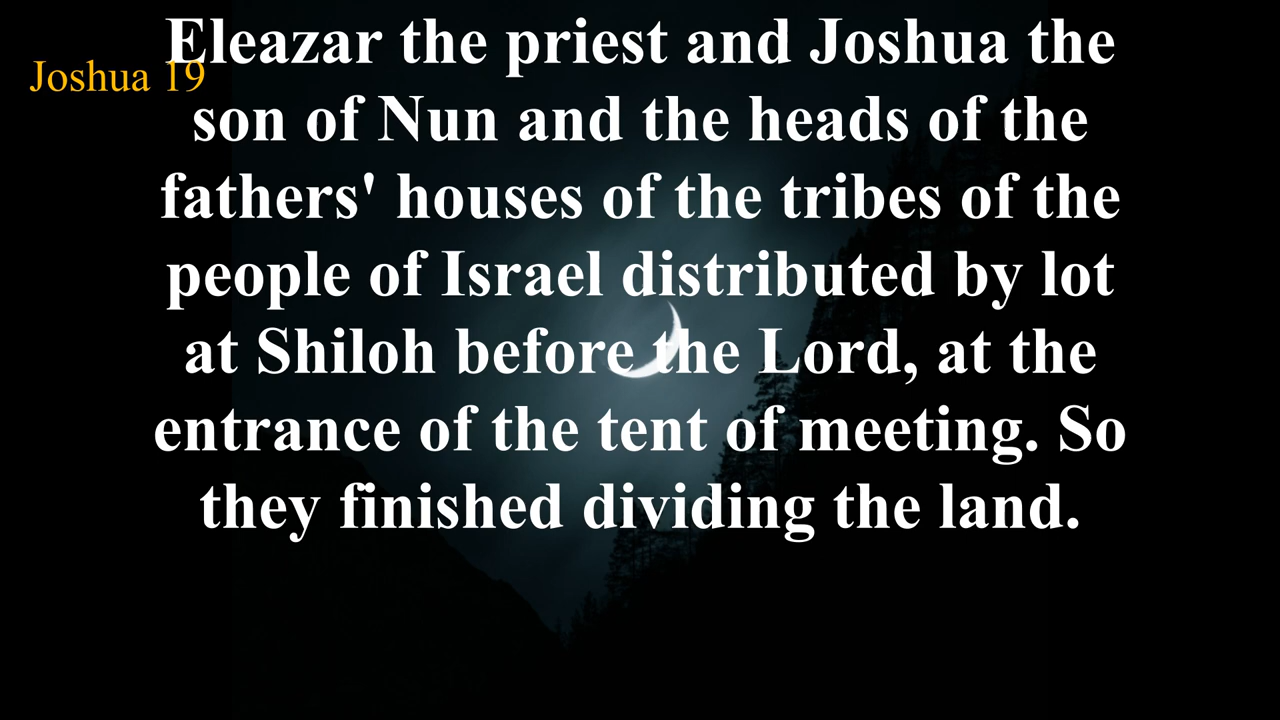 Joshua 19
Eleazar the priest and Joshua the
son of Nun and the heads of the
fathers' houses of the tribes of the
people of Israel distributed by lot
at Shiloh before the Lord, at the
entrance of the tent of meeting. So
they finished dividing the land.